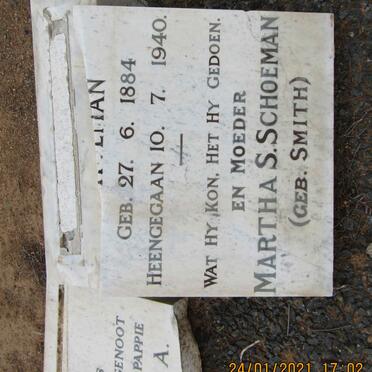 GEB. 27. 6. 1884
HEENGEGAAN 10. 7. 1940.
WAT HY KON, HET HY GEDOEN.
EN MOEDER
MARTHA S. SCHOEMAN
(GEB. SMITH)
PAPPIE
A.
24/01/2021 17:02